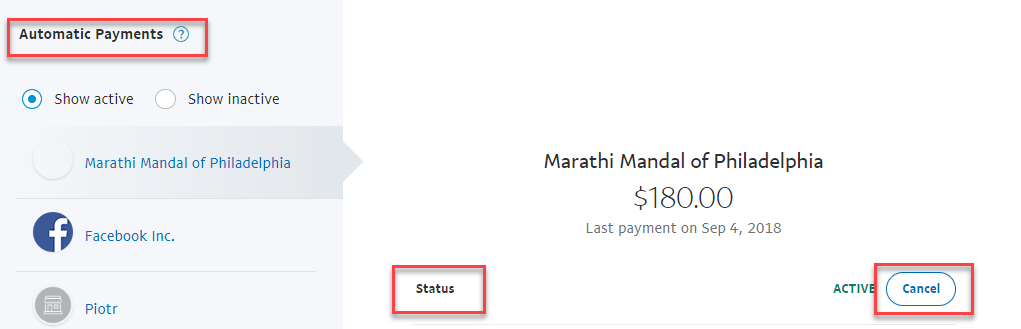 Automatic Payments ?
Show active Show inactive
Marathi Mandal of Philadelphia
Facebook Inc.
Piotr
Marathi Mandal of Philadelphia
$180.00
Last payment on Sep 4, 2018
Status ACTIVE Cancel